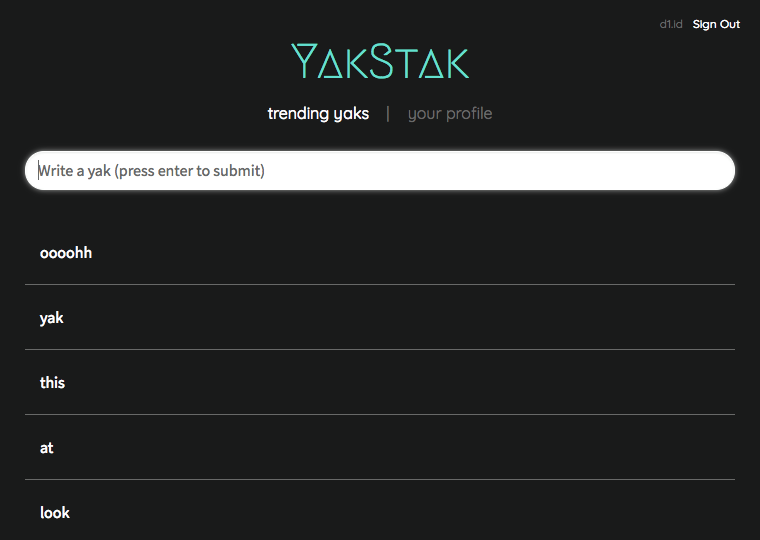 d1.id Sign Out
YAKSTAK
trending yaks | your profile
Write a yak (press enter to submit)
oooohh
yak
this
at
look